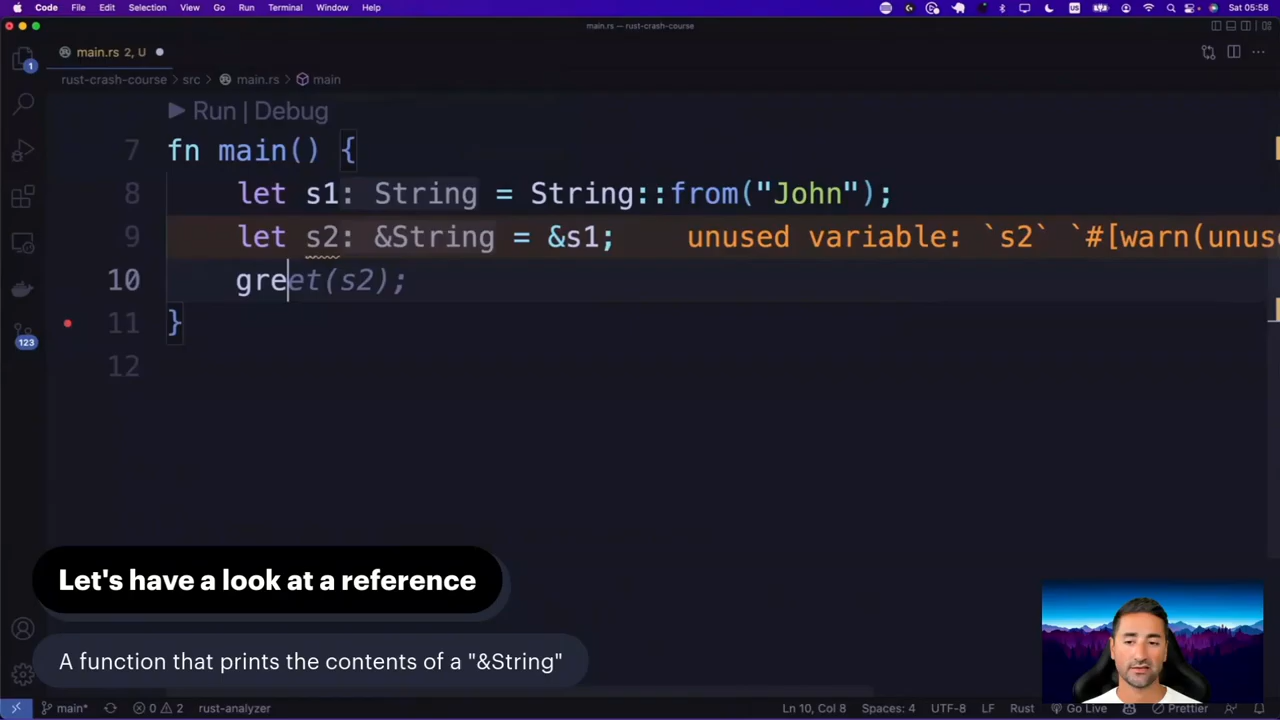 Code File Edit Selection View Go Run Terminal Window Help Sat 05:58
main.rs — rust-crash-course
main.rs 2, U
rust-crash-course > src > main.rs > main
Run | Debug
7 fn main() {
8 let s1: String = String::from("John");
9 let s2: &String = &s1; unused variable: `s2` `#[warn(unus
10 greet(s2);
11 }
12
1
123
Let's have a look at a reference
A function that prints the contents of a "&String"
main* 0 2 rust-analyzer Ln 10, Col 8 Spaces: 4 UTF-8 LF Rust Go Live Prettier